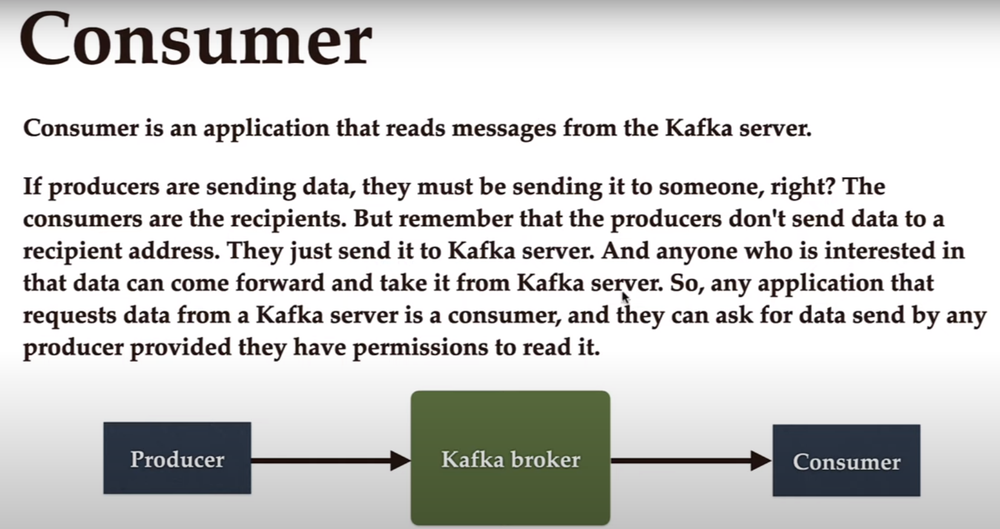 Consumer
Consumer is an application that reads messages from the Kafka server.
If producers are sending data, they must be sending it to someone, right? The
consumers are the recipients. But remember that the producers don't send data to a
recipient address. They just send it to Kafka server. And anyone who is interested in
that data can come forward and take it from Kafka server. So, any application that
requests data from a Kafka server is a consumer, and they can ask for data send by any
producer provided they have permissions to read it.
Producer
Kafka broker
Consumer